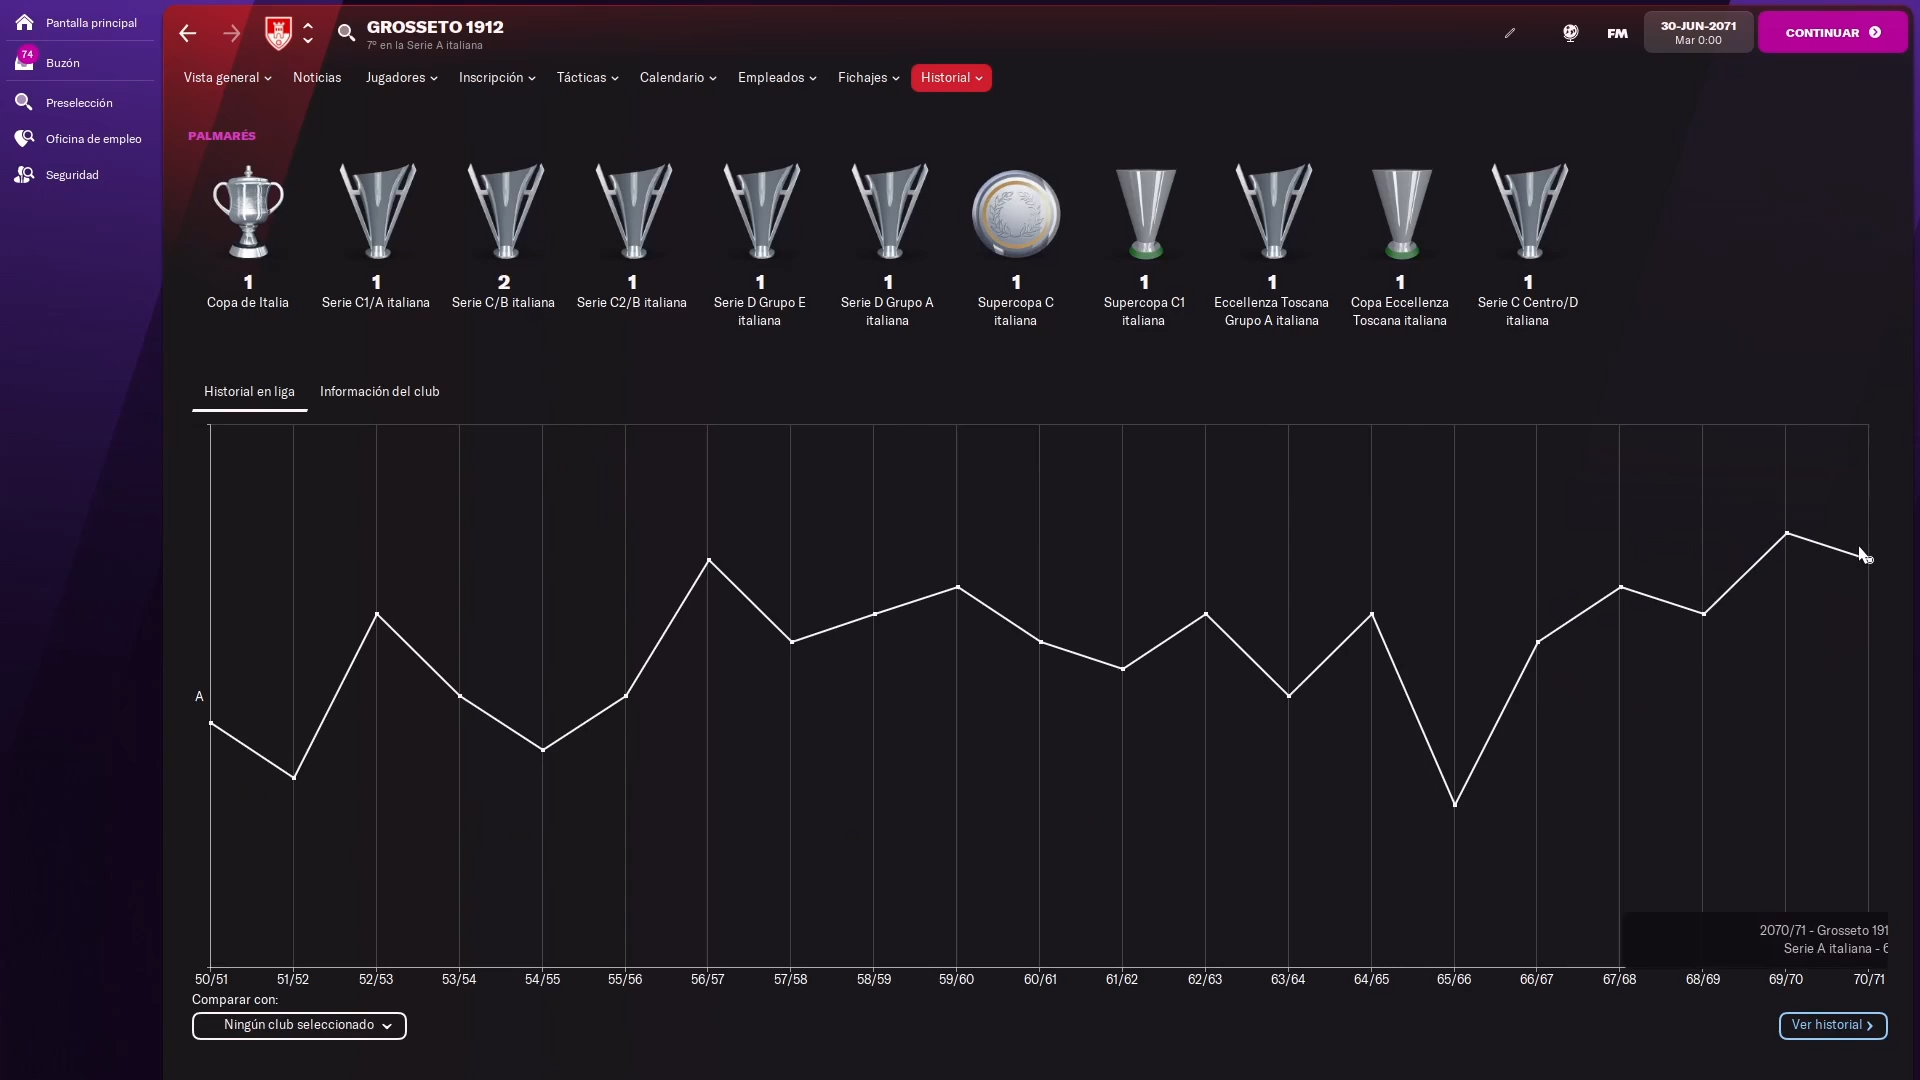 Pantalla principal
74
Buzón
Preselección
Oficina de empleo
Seguridad
GROSSETO 1912
7º en la Serie A italiana
FM
30-JUN-2071
Mar 0:00
CONTINUAR
Vista general
Noticias
Jugadores
Inscripción
Tácticas
Calendario
Empleados
Fichajes
Historial
PALMARÉS
1
Copa de Italia
1
Serie C1/A italiana
2
Serie C/B italiana
1
Serie C2/B italiana
1
Serie D Grupo E
italiana
1
Serie D Grupo A
italiana
1
Supercopa C
italiana
1
Supercopa C1
italiana
1
Eccellenza Toscana
Grupo A italiana
1
Copa Eccellenza
Toscana italiana
1
Serie C Centro/D
italiana
Historial en liga
Información del club
A
2070/71 - Grosseto 191
Serie A italiana - 6
50/51
51/52
52/53
53/54
54/55
55/56
56/57
57/58
58/59
59/60
60/61
61/62
62/63
63/64
64/65
65/66
66/67
67/68
68/69
69/70
70/71
Comparar con:
Ningún club seleccionado
Ver historial